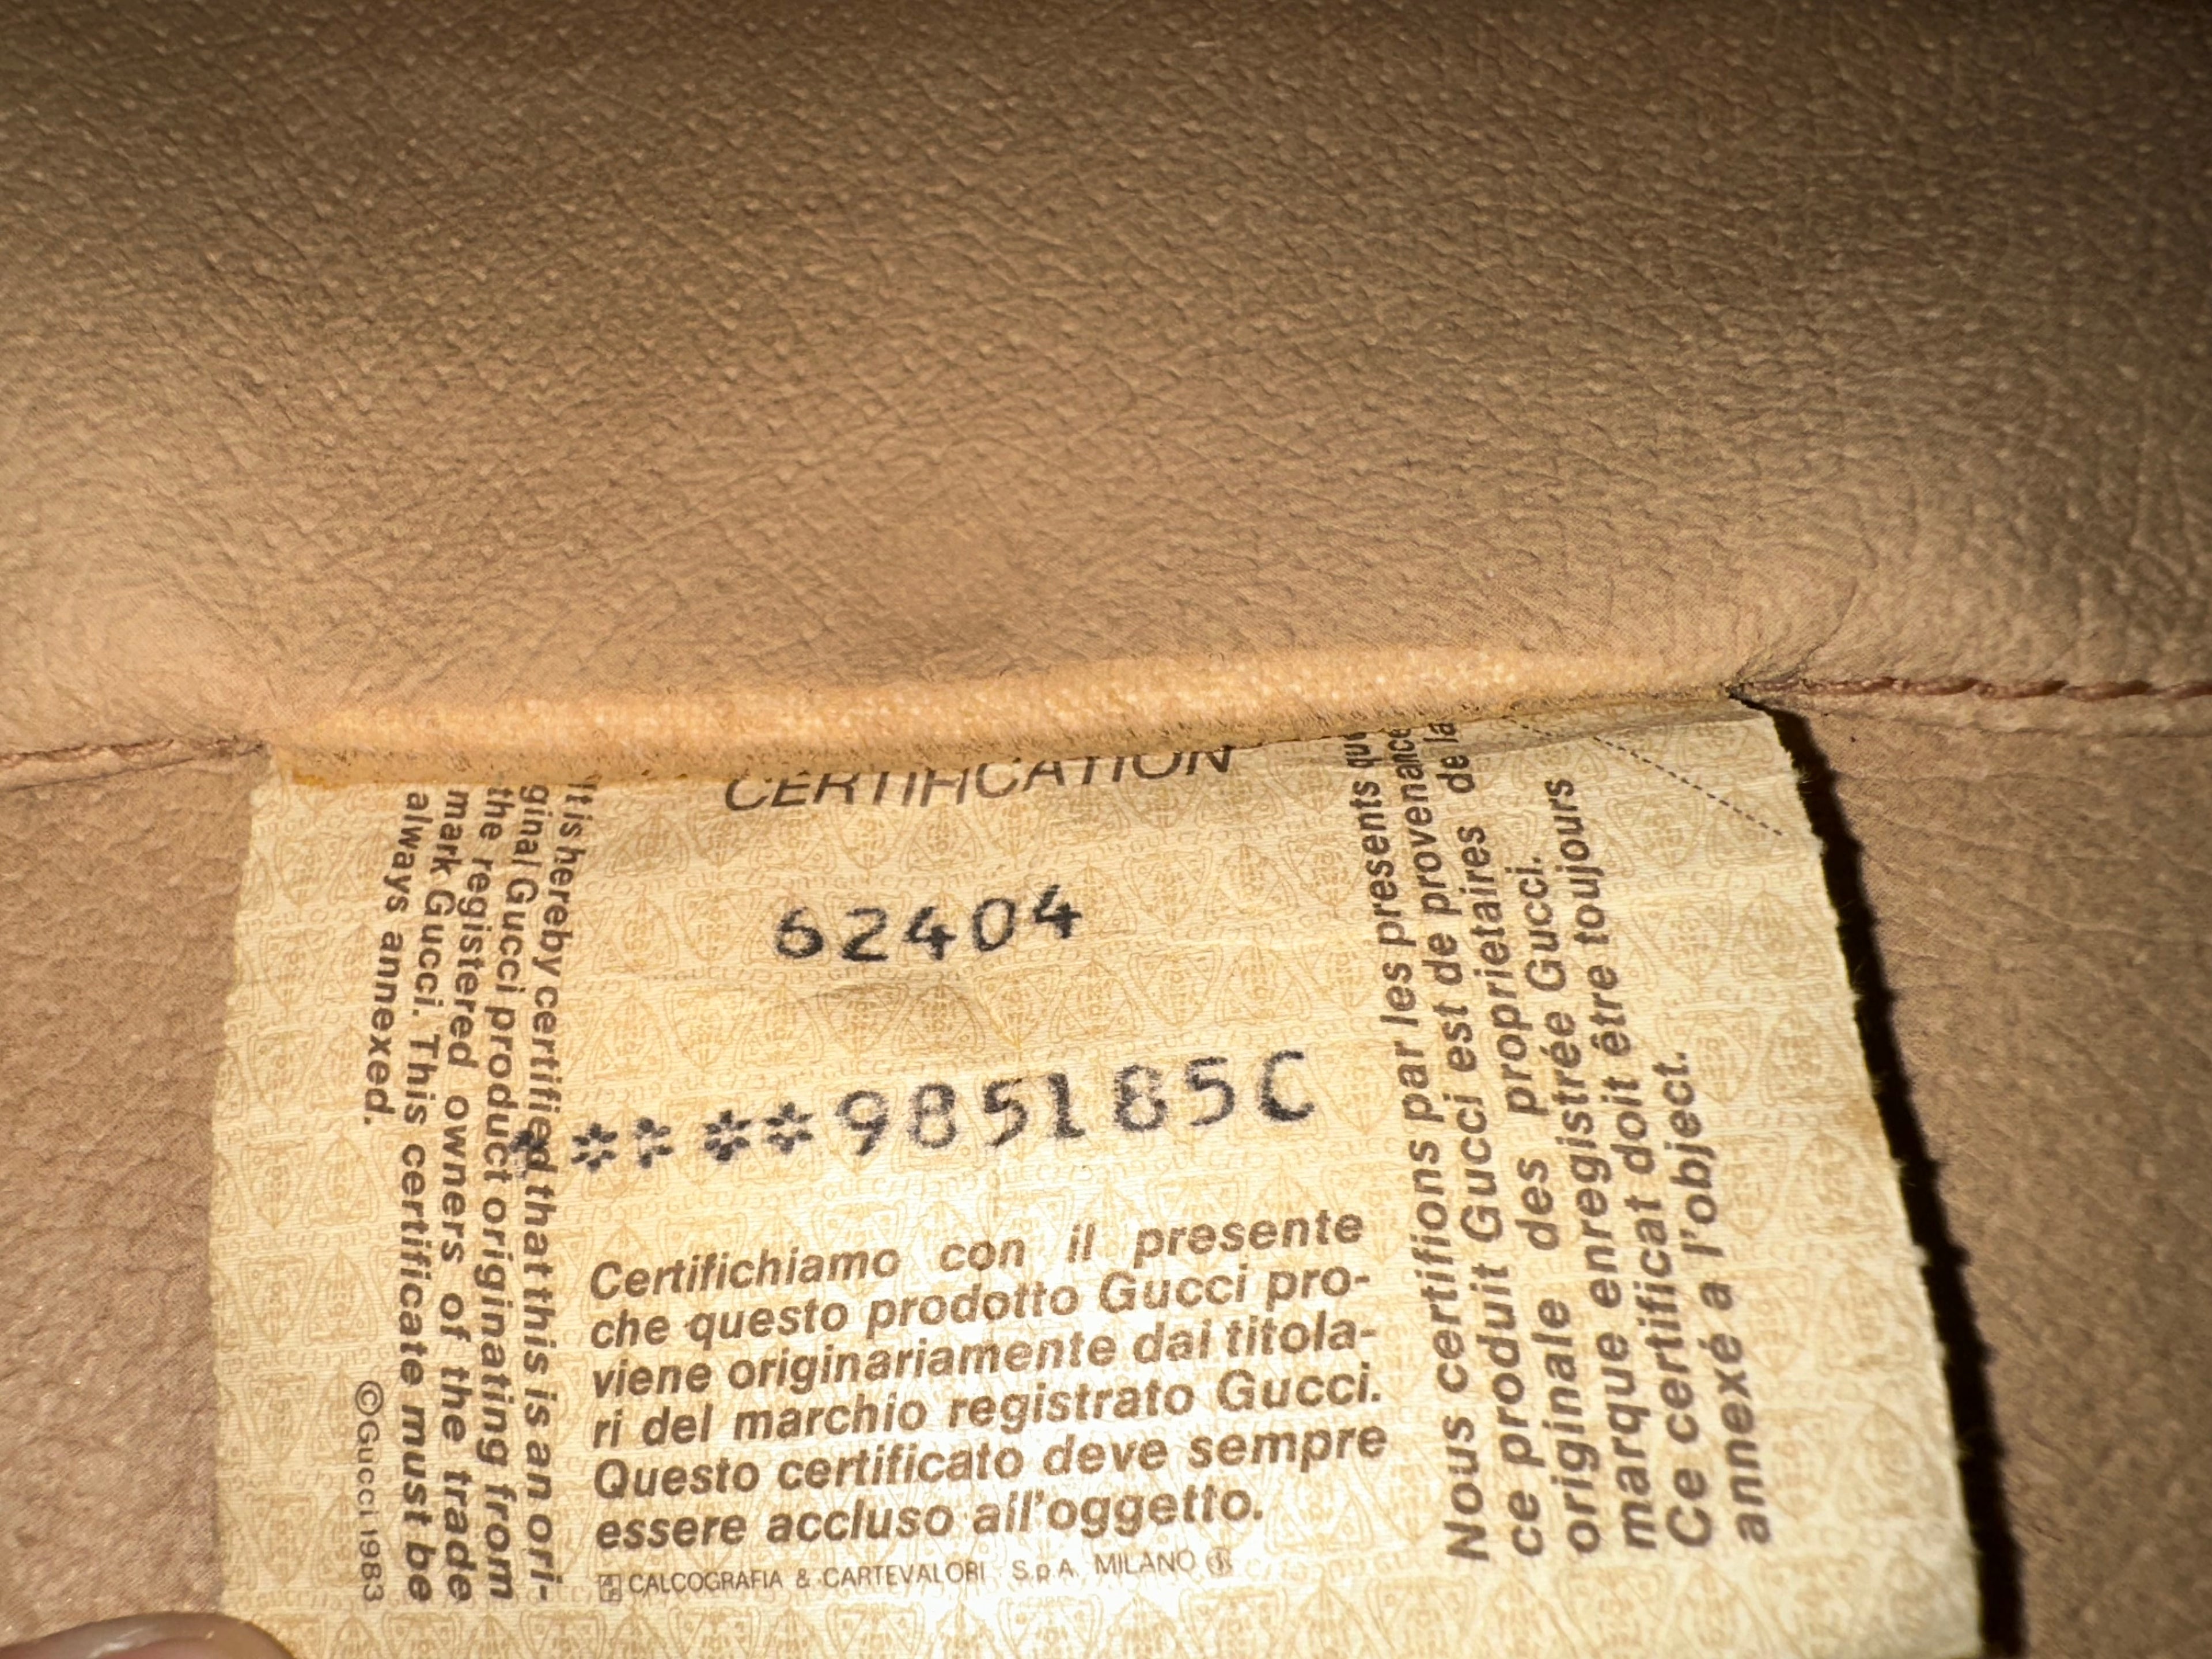 CERTIFICATION
62404
*****985185C
Certifichiamo con il presente
che questo prodotto Gucci pro-
viene originariamente dai titola-
ri del marchio registrato Gucci.
Questo certificato deve sempre
essere accluso all'oggetto.
CALCOGRAFIA & CARTEVALORI S.p.A. MILANO
It is hereby certified that this is an ori-
ginal Gucci product originating from
the registered owners of the trade
mark Gucci. This certificate must be
always annexed.
©Gucci 1983
Nous certifions par les presents que
ce produit Gucci est de provenance
originale des proprietaires de la
marque enregistrée Gucci.
Ce certificat doit être toujours
annexé a l'object.